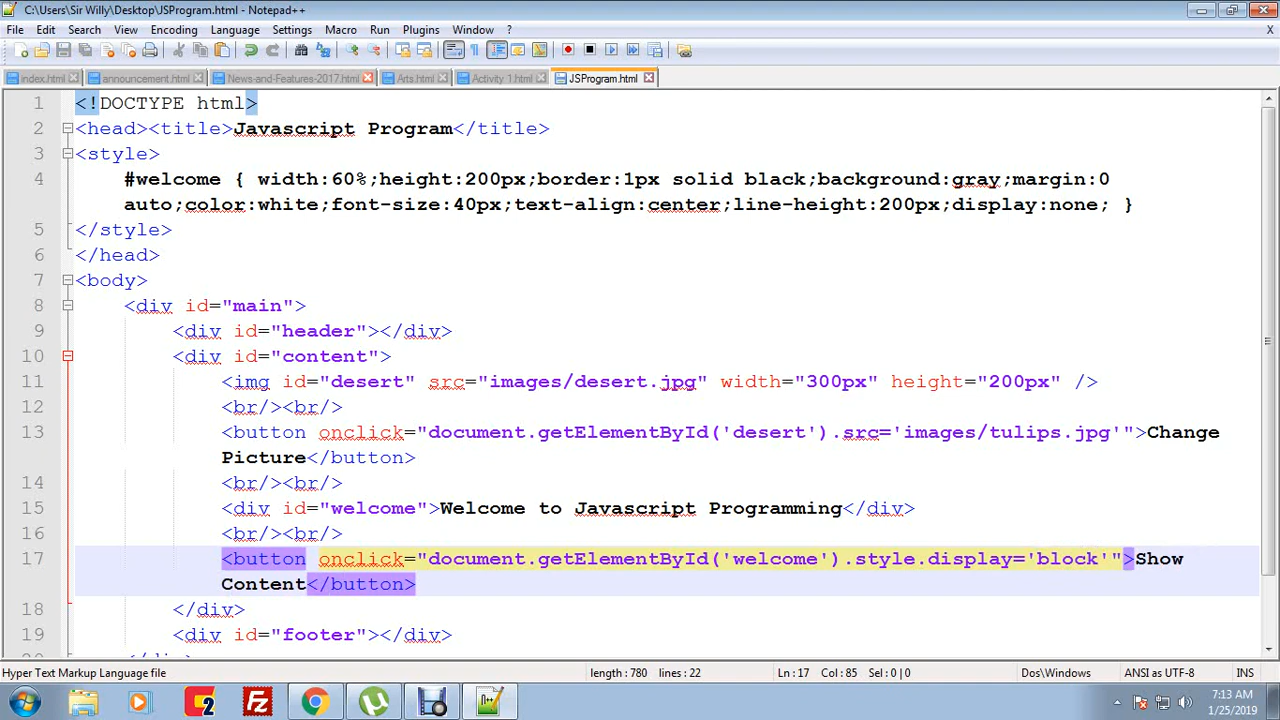 C:\Users\Sir Willy\Desktop\JSProgram.html - Notepad++
File Edit Search View Encoding Language Settings Macro Run Plugins Window ? X
index.html announcement.html News-and-Features-2017.html Arts.html Activity 1.html JSProgram.html
1 <!DOCTYPE html>
2 <head><title>Javascript Program</title>
3 <style>
4 #welcome { width:60%;height:200px;border:1px solid black;background:gray;margin:0
auto;color:white;font-size:40px;text-align:center;line-height:200px;display:none; }
5 </style>
6 </head>
7 <body>
8 <div id="main">
9 <div id="header"></div>
10 <div id="content">
11 <img id="desert" src="images/desert.jpg" width="300px" height="200px" />
12 <br/><br/>
13 <button onclick="document.getElementById('desert').src='images/tulips.jpg'">Change
Picture</button>
14 <br/><br/>
15 <div id="welcome">Welcome to Javascript Programming</div>
16 <br/><br/>
17 <button onclick="document.getElementById('welcome').style.display='block'">Show
Content</button>
18 </div>
19 <div id="footer"></div>
Hyper Text Markup Language file length : 780 lines : 22 Ln : 17 Col : 85 Sel : 0 | 0 Dos\Windows ANSI as UTF-8 INS
7:13 AM
1/25/2019